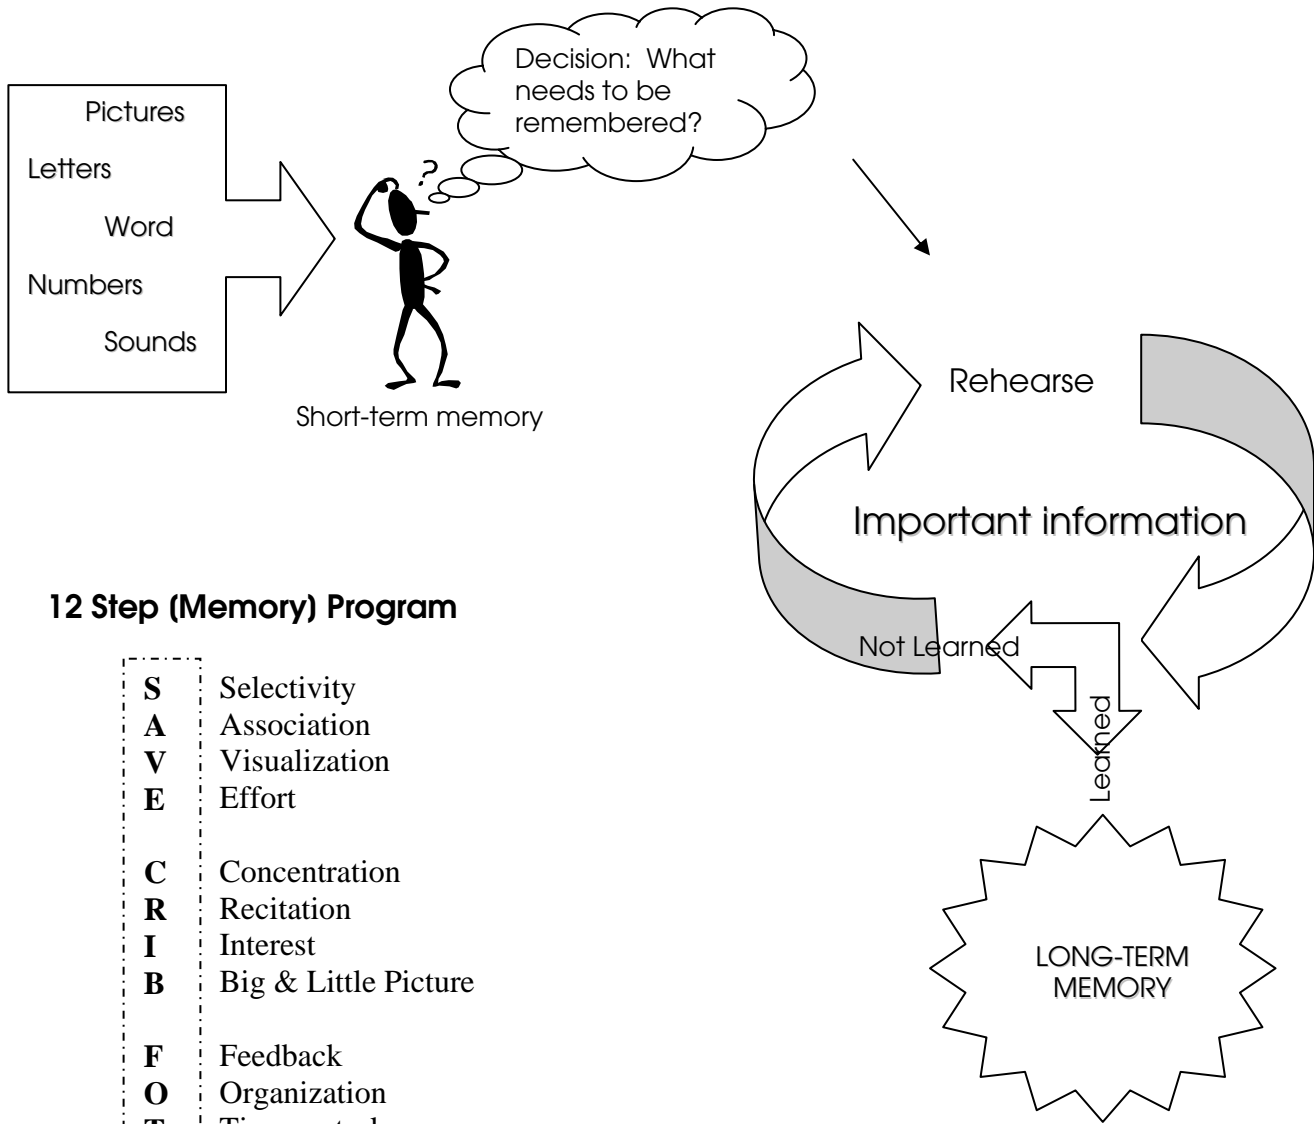 Pictures
Letters
Word
Numbers
Sounds
?
Decision: What
needs to be
remembered?
Short-term memory
Rehearse
Important information
Not Learned
Learned
LONG-TERM
MEMORY
12 Step (Memory) Program
S Selectivity
A Association
V Visualization
E Effort
C Concentration
R Recitation
I Interest
B Big & Little Picture
F Feedback
O Organization